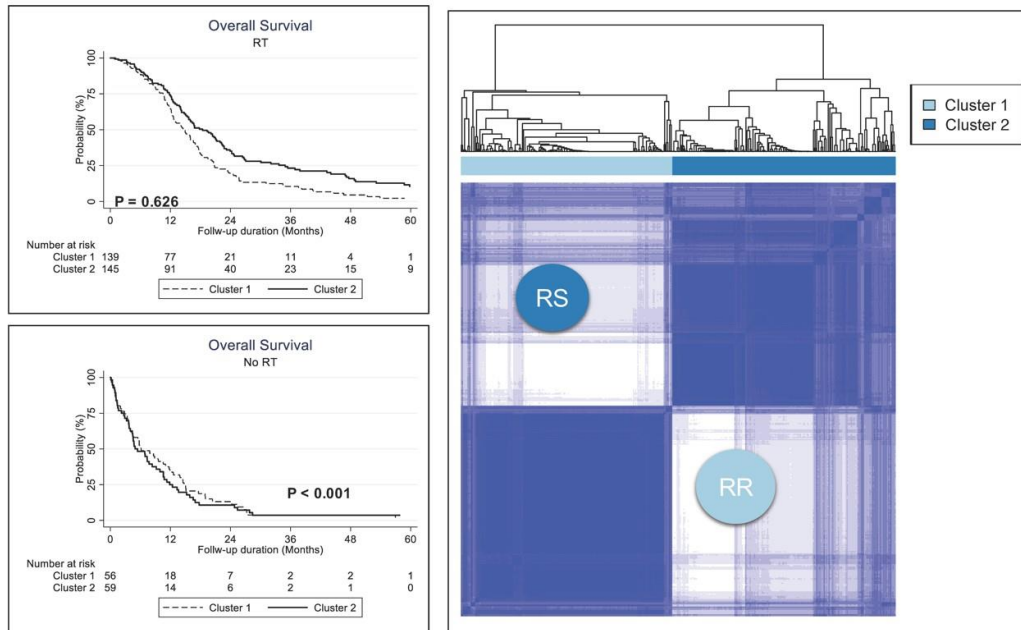 Overall Survival
RT
Probability (%)
100
75
50
25
0
P = 0.626
0 12 24 36 48 60
Follw-up duration (Months)
Number at risk
Cluster 1 139 77 21 11 4 1
Cluster 2 145 91 40 23 15 9
Cluster 1 Cluster 2
Overall Survival
No RT
Probability (%)
100
75
50
25
0
P < 0.001
0 12 24 36 48 60
Follw-up duration (Months)
Number at risk
Cluster 1 56 18 7 2 2 1
Cluster 2 59 14 6 2 1 0
Cluster 1 Cluster 2
Cluster 1
Cluster 2
RS
RR